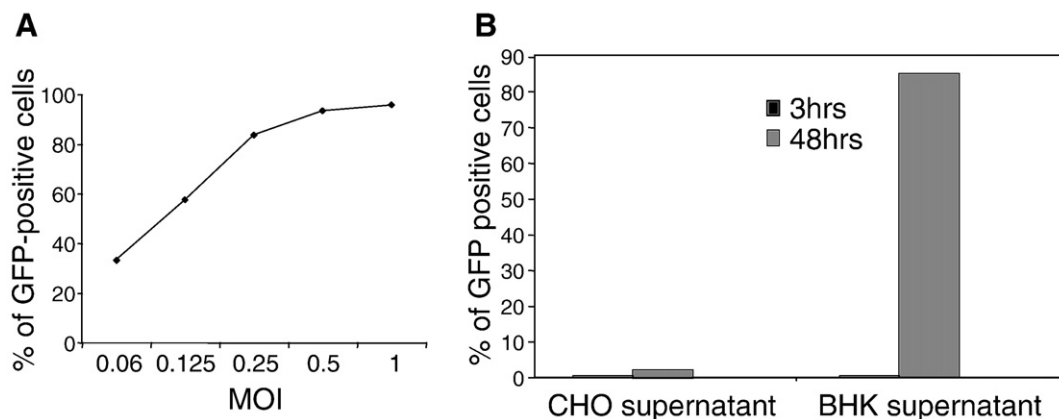 A
% of GFP-positive cells
100
80
60
40
20
0
0.06 0.125 0.25 0.5 1
MOI
B
% of GFP positive cells
90
80
70
60
50
40
30
20
10
0
3hrs
48hrs
CHO supernatant BHK supernatant